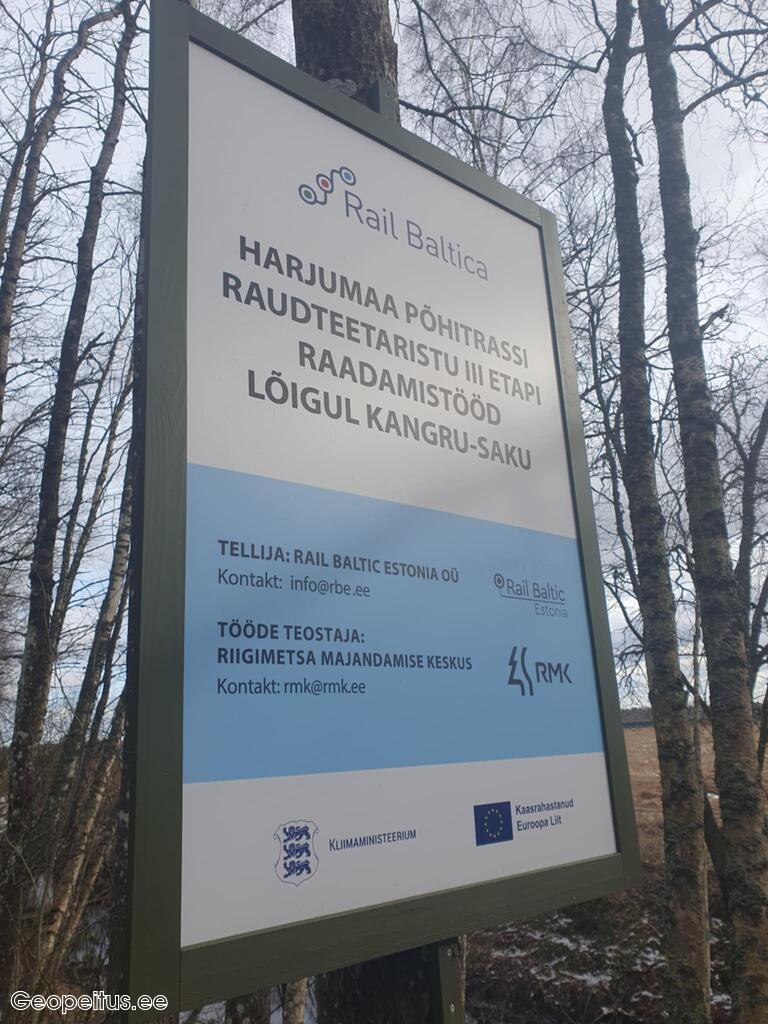 Rail Baltica
HARJUMAA PÕHITRASSI
RAUDTEETARISTU III ETAPI
RAADAMISTÖÖD
LÕIGUL KANGRU-SAKU
TELLIJA: RAIL BALTIC ESTONIA OÜ
Kontakt: info@rbe.ee
Rail Baltic
Estonia
TÖÖDE TEOSTAJA:
RIIGIMETSA MAJANDAMISE KESKUS
Kontakt: rmk@rmk.ee
RMK
KLIIMAMINISTEERIUM
Kaasrahastanud
Euroopa Liit
Geopeitus.ee